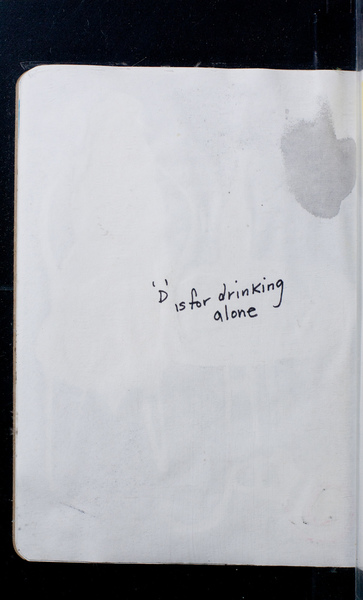 'D' is for drinking
alone